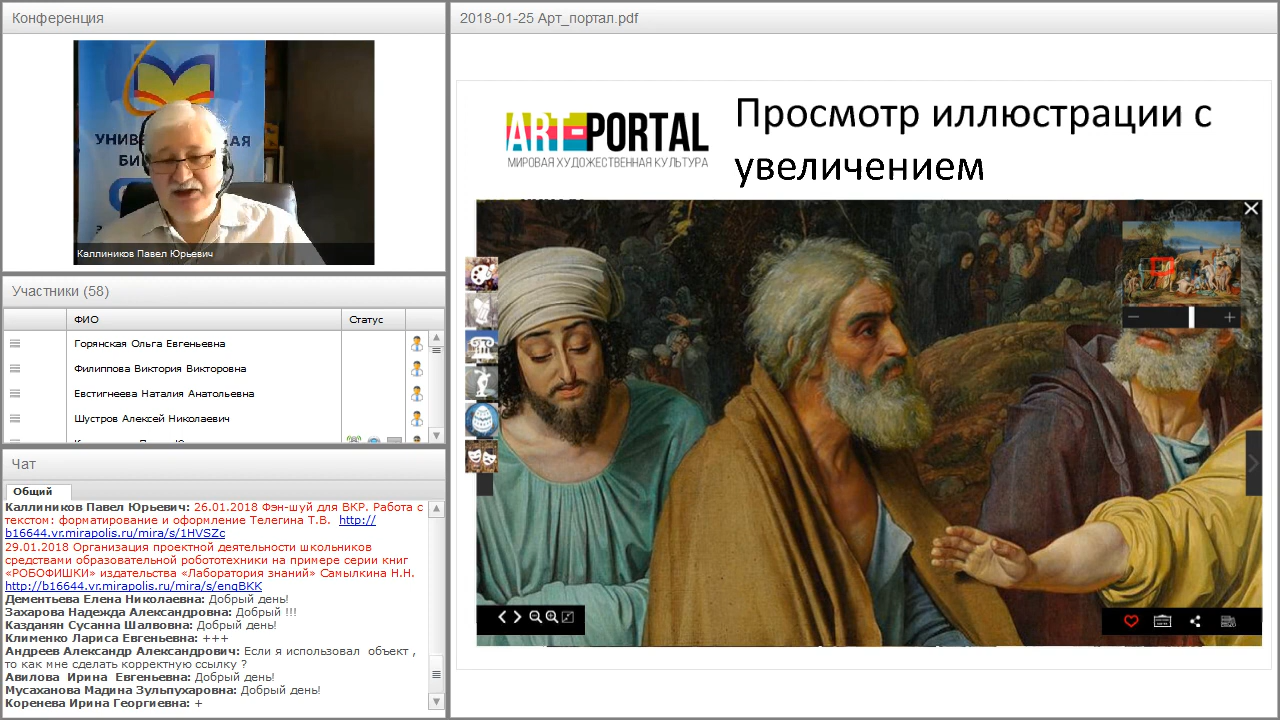 Конференция
УНИВ
СКАЯ
БИ
Каллиников Павел Юрьевич
Участники (58)
ФИО
Статус
Горянская Ольга Евгеньевна
Филиппова Виктория Викторовна
Евстигнеева Наталия Анатольевна
Шустров Алексей Николаевич
Чат
Общий
Каллиников Павел Юрьевич: 26.01.2018 Фэн-шуй для ВКР. Работа с
текстом: форматирование и оформление Телегина Т.В. http://
b16644.vr.mirapolis.ru/mira/s/1HVSZc
29.01.2018 Организация проектной деятельности школьников
средствами образовательной робототехники на примере серии книг
«РОБОФИШКИ» издательства «Лаборатория знаний» Самылкина Н.Н.
http://b16644.vr.mirapolis.ru/mira/s/enqBKK
Дементьева Елена Николаевна: Добрый день!
Захарова Надежда Александровна: Добрый !!!
Казданян Сусанна Шалвовна: Добрый день!
Клименко Лариса Евгеньевна: +++
Андреев Александр Александрович: Если я использовал объект ,
то как мне сделать корректную ссылку ?
Авилова Ирина Евгеньевна: Добрый день!
Мусаханова Мадина Зульпухаровна: Добрый день!
Коренева Ирина Георгиевна: +
2018-01-25 Арт_портал.pdf
ART-PORTAL
МИРОВАЯ ХУДОЖЕСТВЕННАЯ КУЛЬТУРА
Просмотр иллюстрации с
увеличением